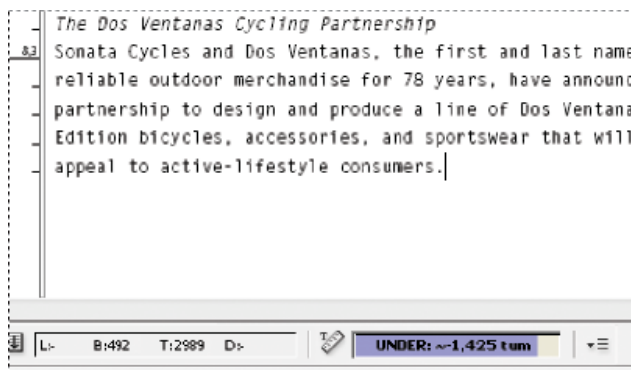 The Dos Ventanas Cycling Partnership
8,3 Sonata Cycles and Dos Ventanas, the first and last name
reliable outdoor merchandise for 78 years, have announc
partnership to design and produce a line of Dos Ventana
Edition bicycles, accessories, and sportswear that will
appeal to active-lifestyle consumers.
L:- B:492 T:2989 D:- UNDER: ~-1,425 tum